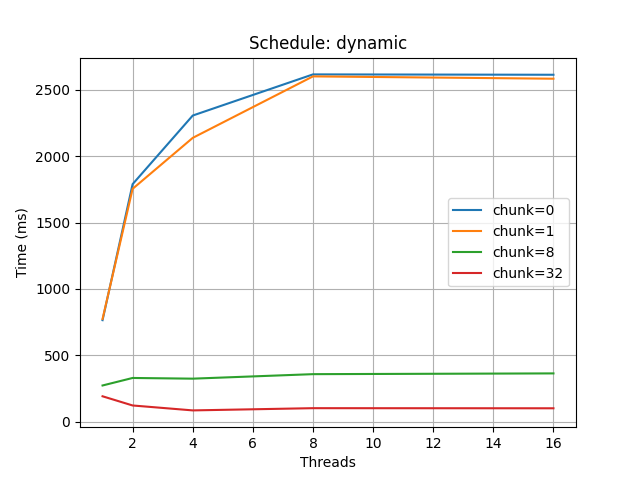 Schedule: dynamic
Time (ms)
2500
2000
1500
1000
500
0
chunk=0
chunk=1
chunk=8
chunk=32
2 4 6 8 10 12 14 16
Threads